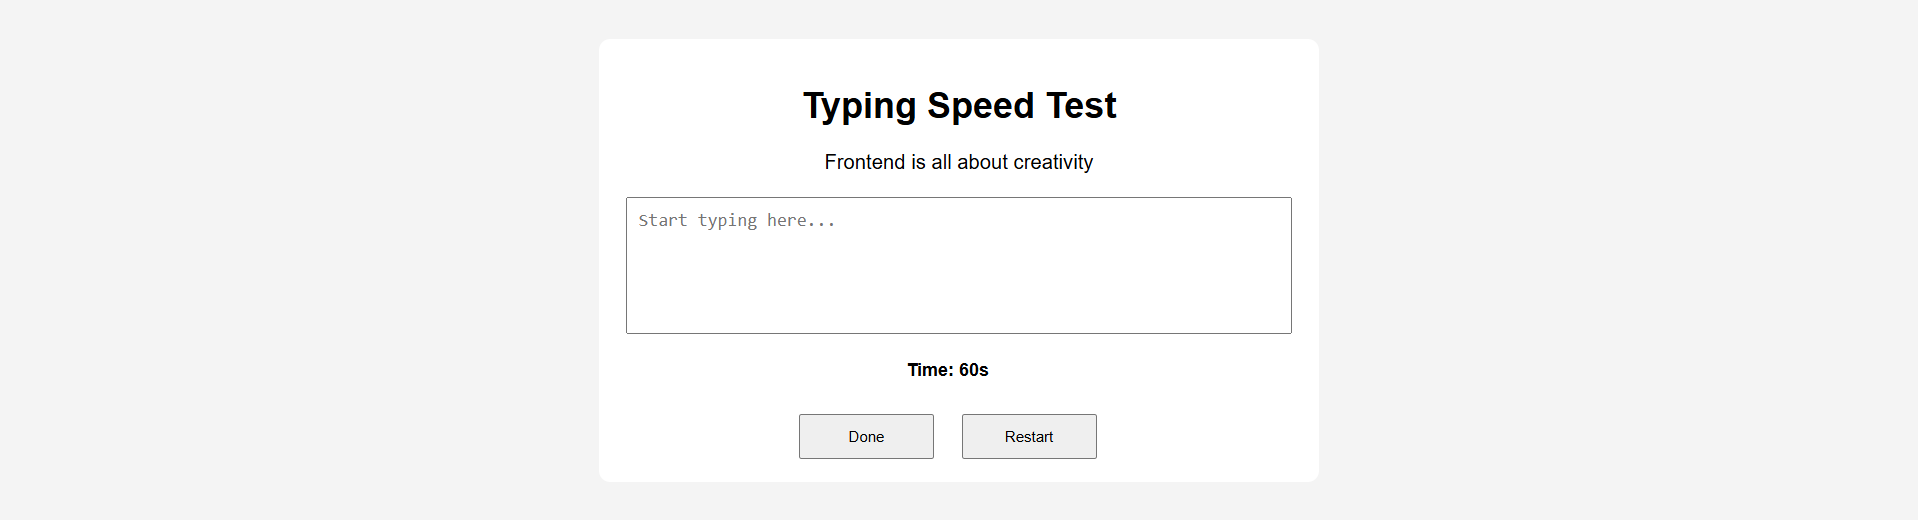 Typing Speed Test
Frontend is all about creativity
Start typing here...
Time: 60s
Done
Restart